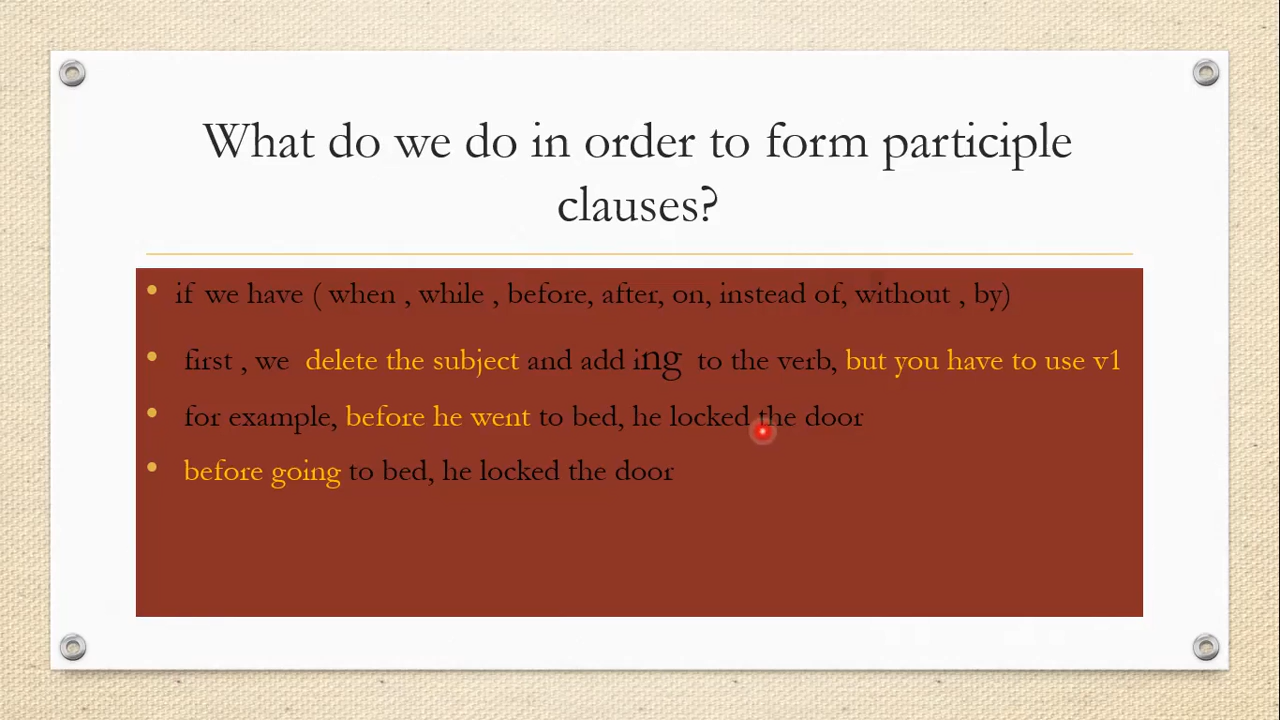 What do we do in order to form participle
clauses?
• if we have ( when , while , before, after, on, instead of, without , by)
• first , we delete the subject and add ing to the verb, but you have to use v1
• for example, before he went to bed, he locked the door
• before going to bed, he locked the door